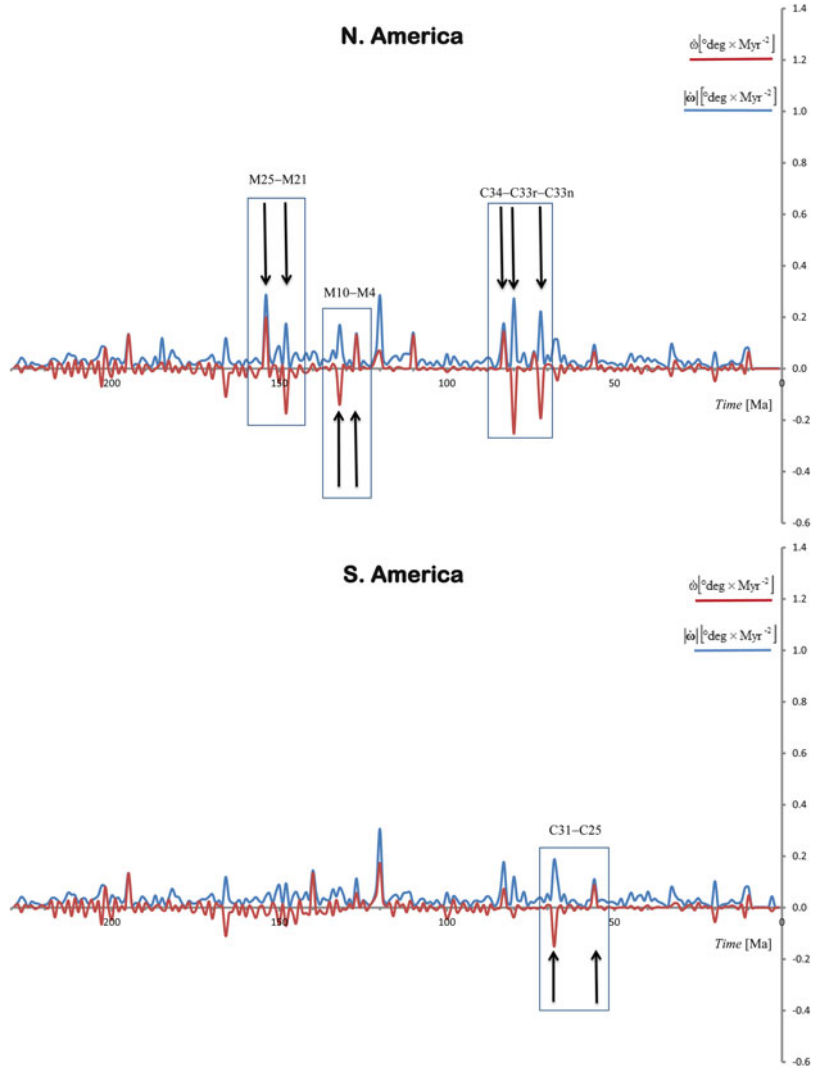 N. America
1.4
ω̇[°deg × Myr⁻²]
1.2
|ω̇| [°deg × Myr⁻²]
1.0
0.8
M25–M21
C34–C33r–C33n
0.6
0.4
M10–M4
0.2
0.0
200
150
100
50
0
Time [Ma]
-0.2
-0.4
-0.6
S. America
1.4
ω̇[°deg × Myr⁻²]
1.2
|ω̇| [°deg × Myr⁻²]
1.0
0.8
0.6
0.4
C31–C25
0.2
0.0
200
150
100
50
0
Time [Ma]
-0.2
-0.4
-0.6